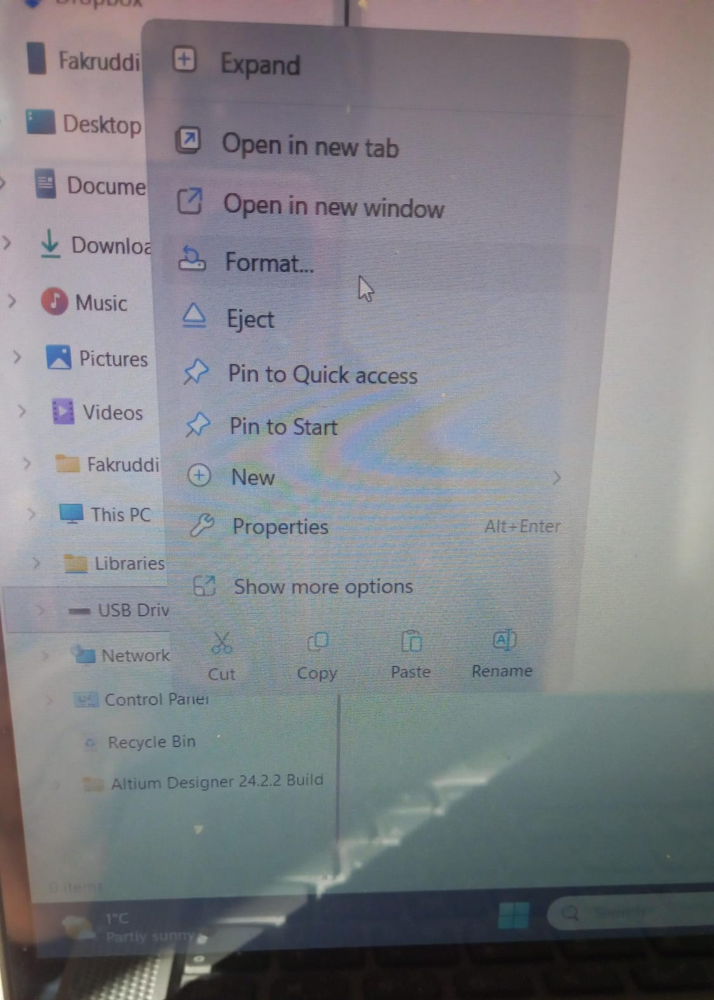 Dropbox
Fakruddi
Desktop
Docume
Downloa
Music
Pictures
Videos
Fakruddi
This PC
Libraries
USB Driv
Network
Control Panel
Recycle Bin
Altium Designer 24.2.2 Build
Expand
Open in new tab
Open in new window
Format...
Eject
Pin to Quick access
Pin to Start
New
Properties Alt+Enter
Show more options
Cut Copy Paste Rename
0 items
1°C
Partly sunny
Search